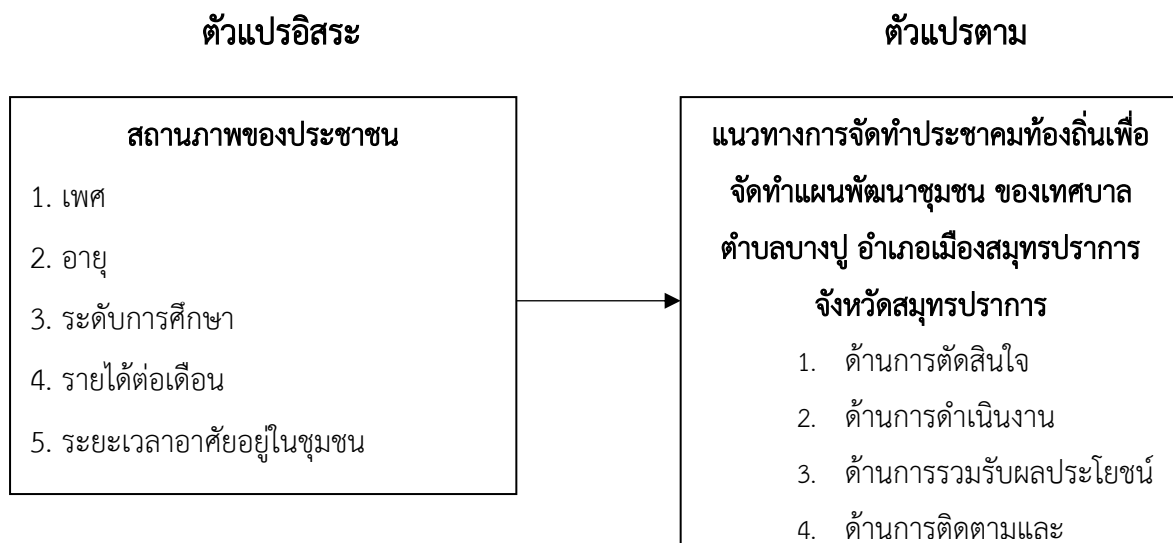 ตัวแปรอิสระ
ตัวแปรตาม
สถานภาพของประชาชน
1. เพศ
2. อายุ
3. ระดับการศึกษา
4. รายได้ต่อเดือน
5. ระยะเวลาอาศัยอยู่ในชุมชน
แนวทางการจัดทำประชาคมท้องถิ่นเพื่อ
จัดทำแผนพัฒนาชุมชน ของเทศบาล
ตำบลบางปู อำเภอเมืองสมุทรปราการ
จังหวัดสมุทรปราการ
1. ด้านการตัดสินใจ
2. ด้านการดำเนินงาน
3. ด้านการรวมรับผลประโยชน์
4. ด้านการติดตามและ